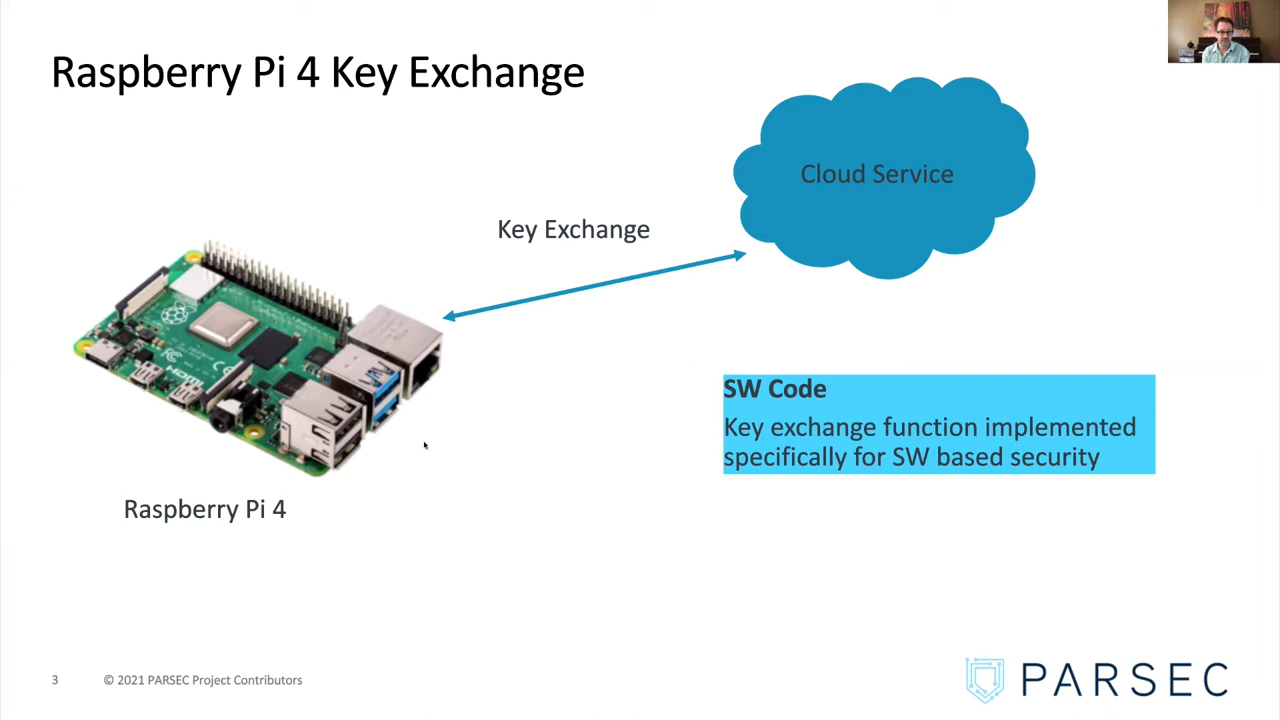 Raspberry Pi 4 Key Exchange
Cloud Service
Key Exchange
HDMI
SW Code
Key exchange function implemented
specifically for SW based security
Raspberry Pi 4
3
© 2021 PARSEC Project Contributors
PARSEC